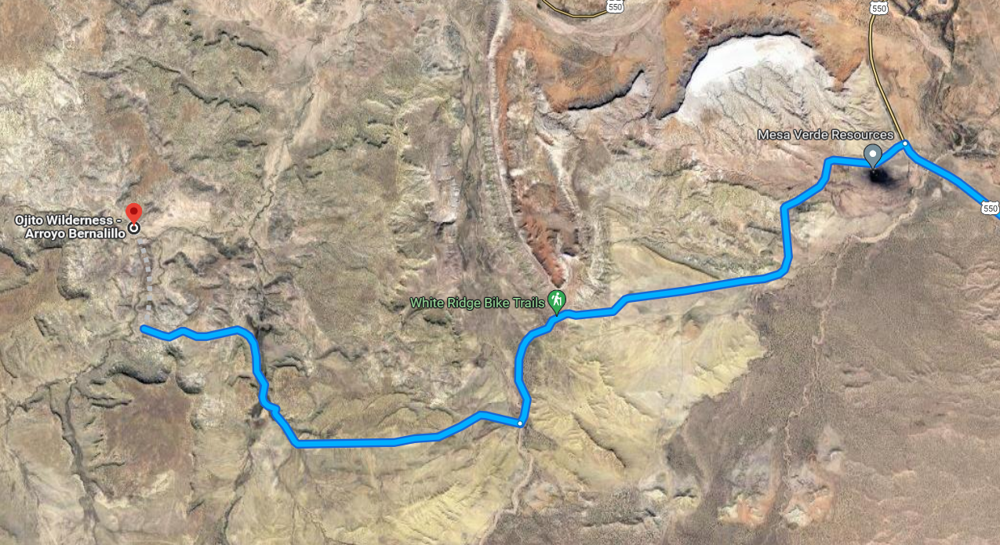 550
550
Mesa Verde Resources
550
Ojito Wilderness -
Arroyo Bernalillo
White Ridge Bike Trails